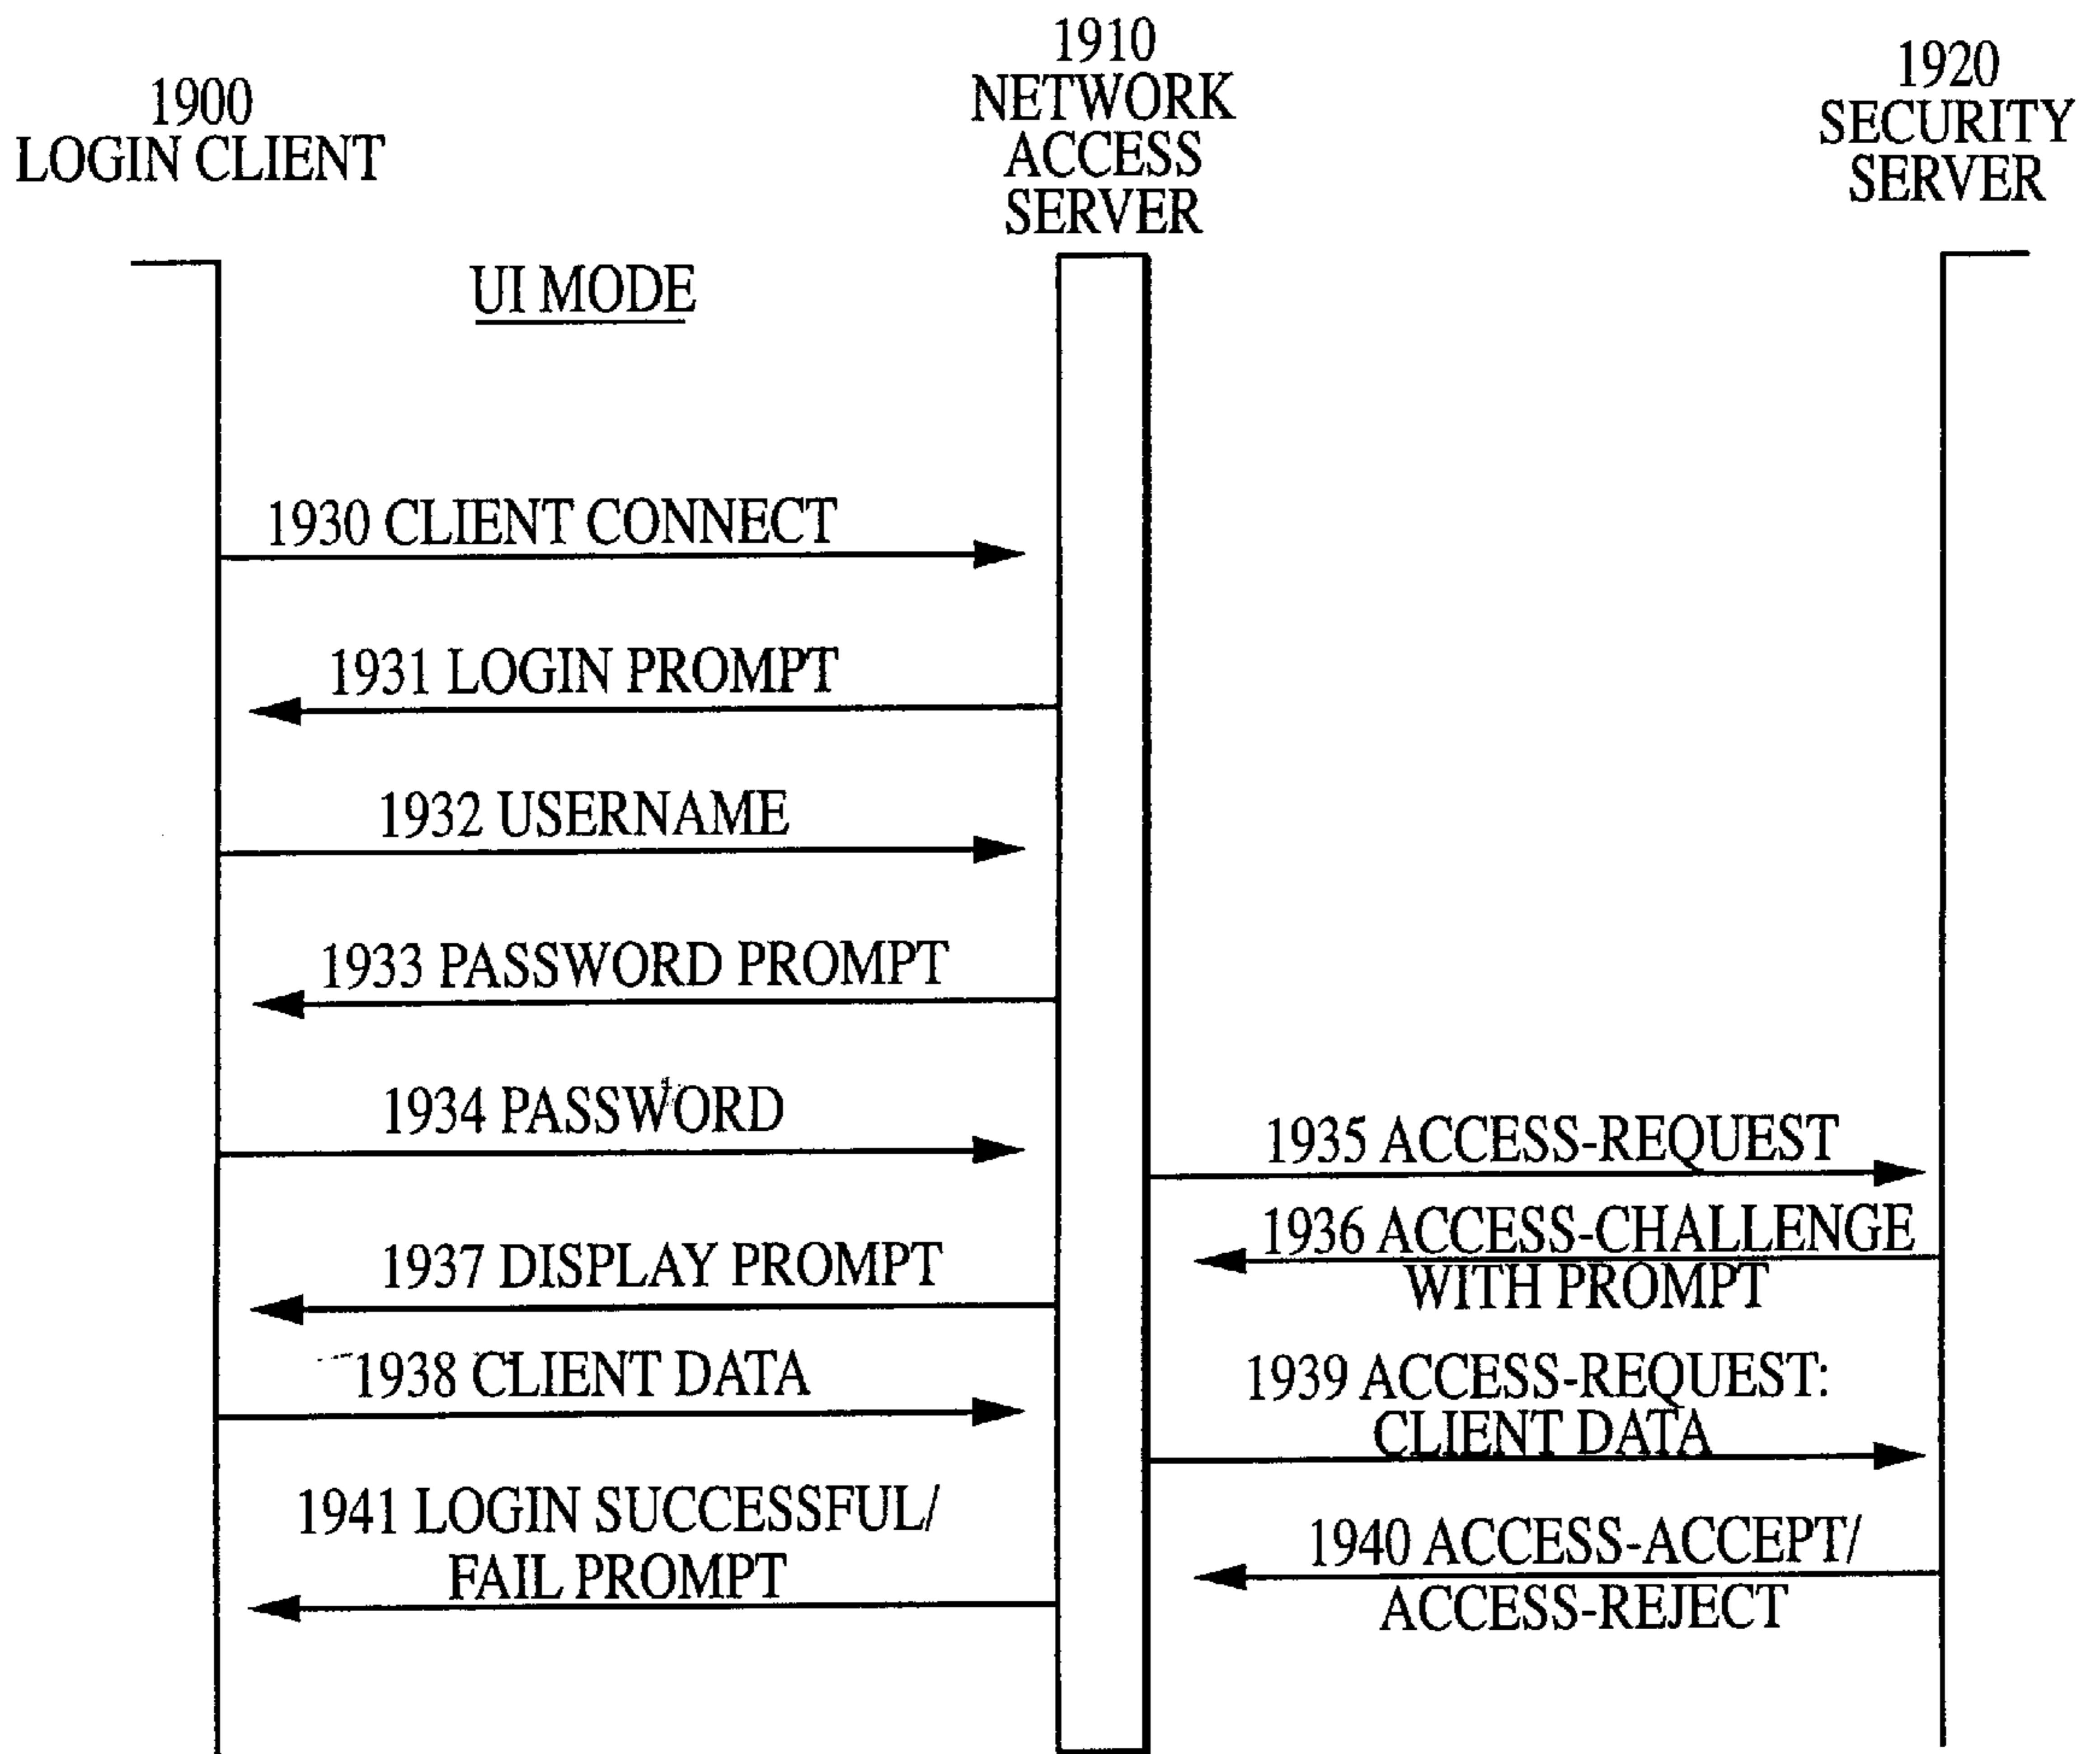 1900
LOGIN CLIENT
1910
NETWORK
ACCESS
SERVER
1920
SECURITY
SERVER
UI MODE
1930 CLIENT CONNECT
1931 LOGIN PROMPT
1932 USERNAME
1933 PASSWORD PROMPT
1934 PASSWORD
1935 ACCESS-REQUEST
1936 ACCESS-CHALLENGE
WITH PROMPT
1937 DISPLAY PROMPT
1938 CLIENT DATA
1939 ACCESS-REQUEST:
CLIENT DATA
1940 ACCESS-ACCEPT/
ACCESS-REJECT
1941 LOGIN SUCCESSFUL/
FAIL PROMPT